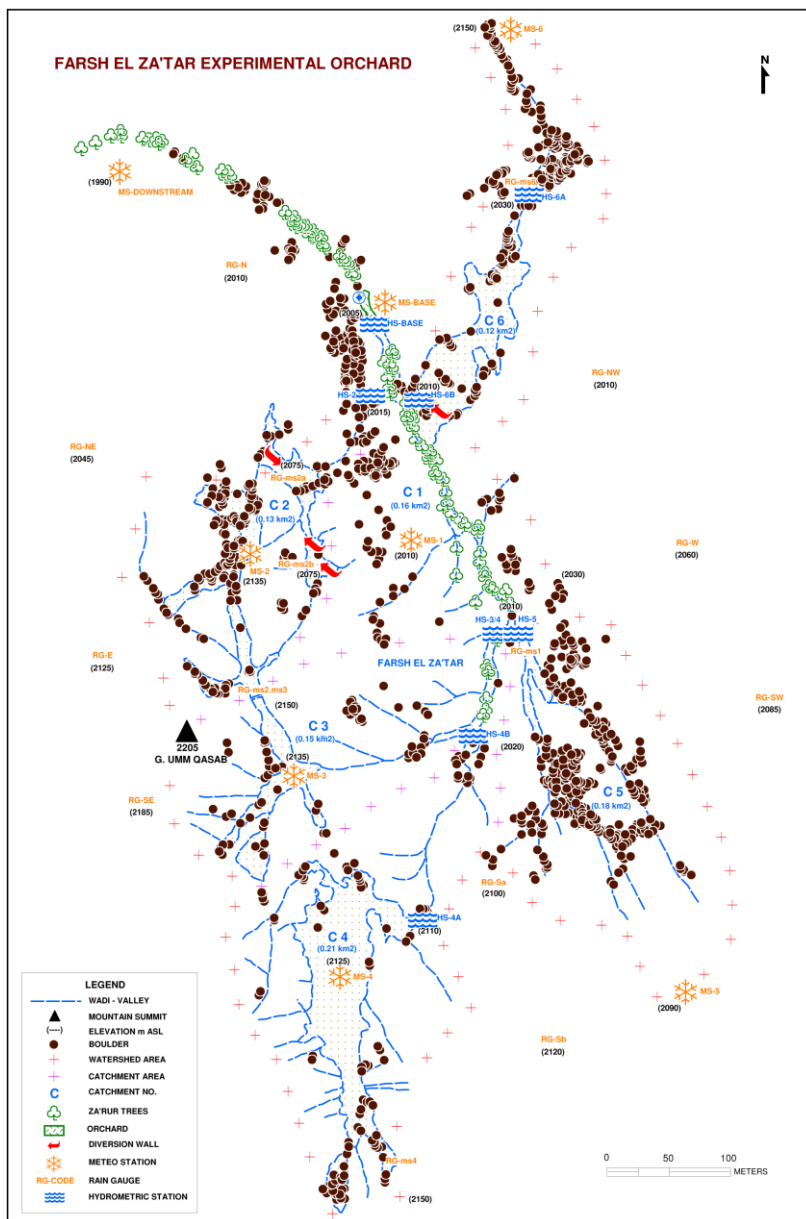 (2150)
MS-6
FARSH EL ZA'TAR EXPERIMENTAL ORCHARD
N
(1990)
MS-DOWNSTREAM
RG-ms6
HS-6A
(2030)
RG-N
(2010)
MS-BASE
(2005)
HS-BASE
C 6
(0.12 km2)
RG-NW
(2010)
(2010)
HS-2
HS-6B
(2015)
RG-NE
(2045)
(2075)
RG-ms2a
C 2
(0.13 km2)
C 1
(0.16 km2)
MS-1
(2010)
RG-W
(2060)
MS-2
(2135)
RG-ms2b
(2075)
(2030)
(2010)
HS-3/4
HS-5
RG-ms1
RG-E
(2125)
FARSH EL ZA'TAR
RG-ms2.ms3
(2150)
RG-SW
(2085)
C 3
(0.15 km2)
2205
G. UMM QASAB
HS-4B
(2020)
(2135)
MS-3
C 5
(0.18 km2)
RG-SE
(2185)
RG-Sa
(2100)
HS-4A
(2110)
C 4
(0.21 km2)
(2125)
MS-4
MS-5
(2090)
RG-Sb
(2120)
RG-ms4
(2150)
LEGEND
WADI - VALLEY
MOUNTAIN SUMMIT
(----) ELEVATION m ASL
BOULDER
WATERSHED AREA
CATCHMENT AREA
C CATCHMENT NO.
ZA'RUR TREES
ORCHARD
DIVERSION WALL
METEO STATION
RG-CODE RAIN GAUGE
HYDROMETRIC STATION
0 50 100
METERS